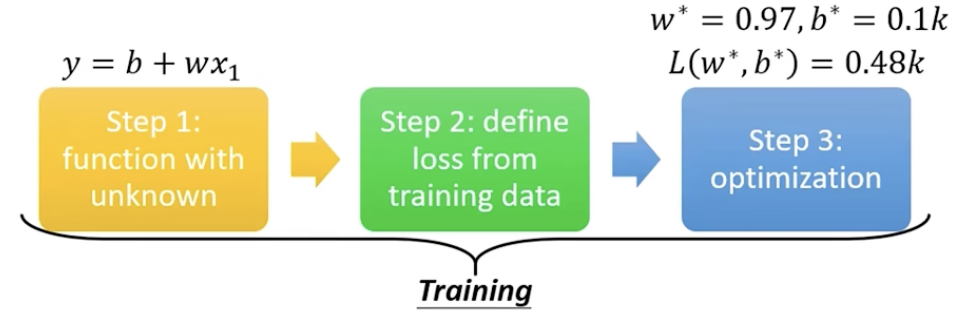 y = b + wx₁
Step 1:
function with
unknown
Step 2: define
loss from
training data
w* = 0.97, b* = 0.1k
L(w*, b*) = 0.48k
Step 3:
optimization
Training